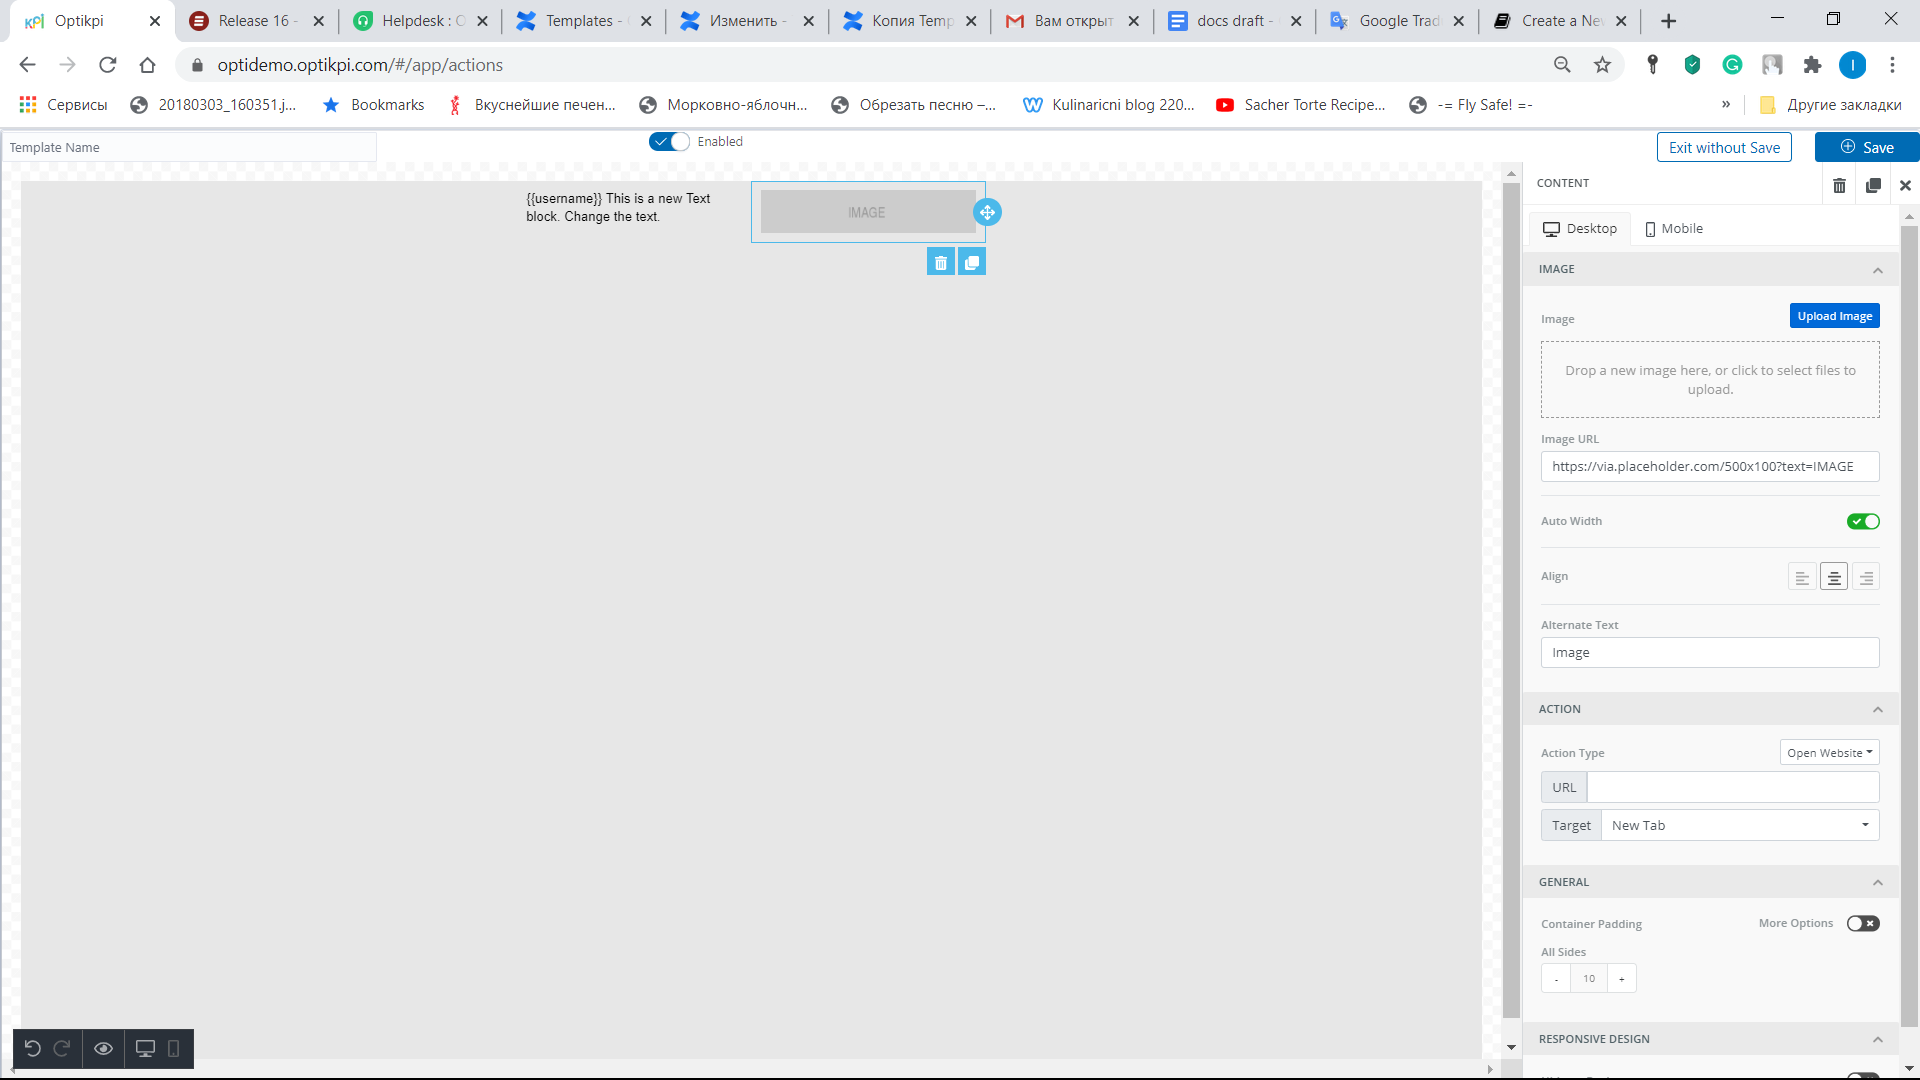 Optikpi
Release 16 -
Helpdesk : O
Templates -
Изменить -
Копия Temp
Вам открыт
docs draft -
Google Trad
Create a Nev
optidemo.optikpi.com/#/app/actions
I
Сервисы
20180303_160351.j...
Bookmarks
Вкуснейшие печен...
Морковно-яблочн...
Обрезать песню –...
Kulinaricni blog 220...
Sacher Torte Recipe...
-= Fly Safe! =-
»
Другие закладки
Template Name
Enabled
Exit without Save
Save
{{username}} This is a new Text
block. Change the text.
IMAGE
CONTENT
Desktop
Mobile
IMAGE
Image
Upload Image
Drop a new image here, or click to select files to
upload.
Image URL
https://via.placeholder.com/500x100?text=IMAGE
Auto Width
Align
Alternate Text
Image
ACTION
Action Type
Open Website
URL
Target
New Tab
GENERAL
Container Padding
More Options
All Sides
- 10 +
RESPONSIVE DESIGN